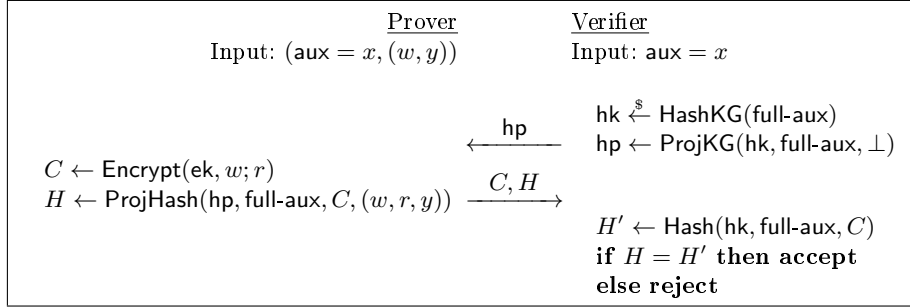 Prover Verifier
Input: (aux = x, (w, y)) Input: aux = x
hk ←$ HashKG(full-aux)
hp hp ← ProjKG(hk, full-aux, ⊥)
C ← Encrypt(ek, w; r)
H ← ProjHash(hp, full-aux, C, (w, r, y)) C, H
H′ ← Hash(hk, full-aux, C)
if H = H′ then accept
else reject